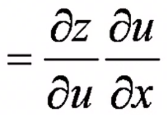 = ∂z/∂u ∂u/∂x